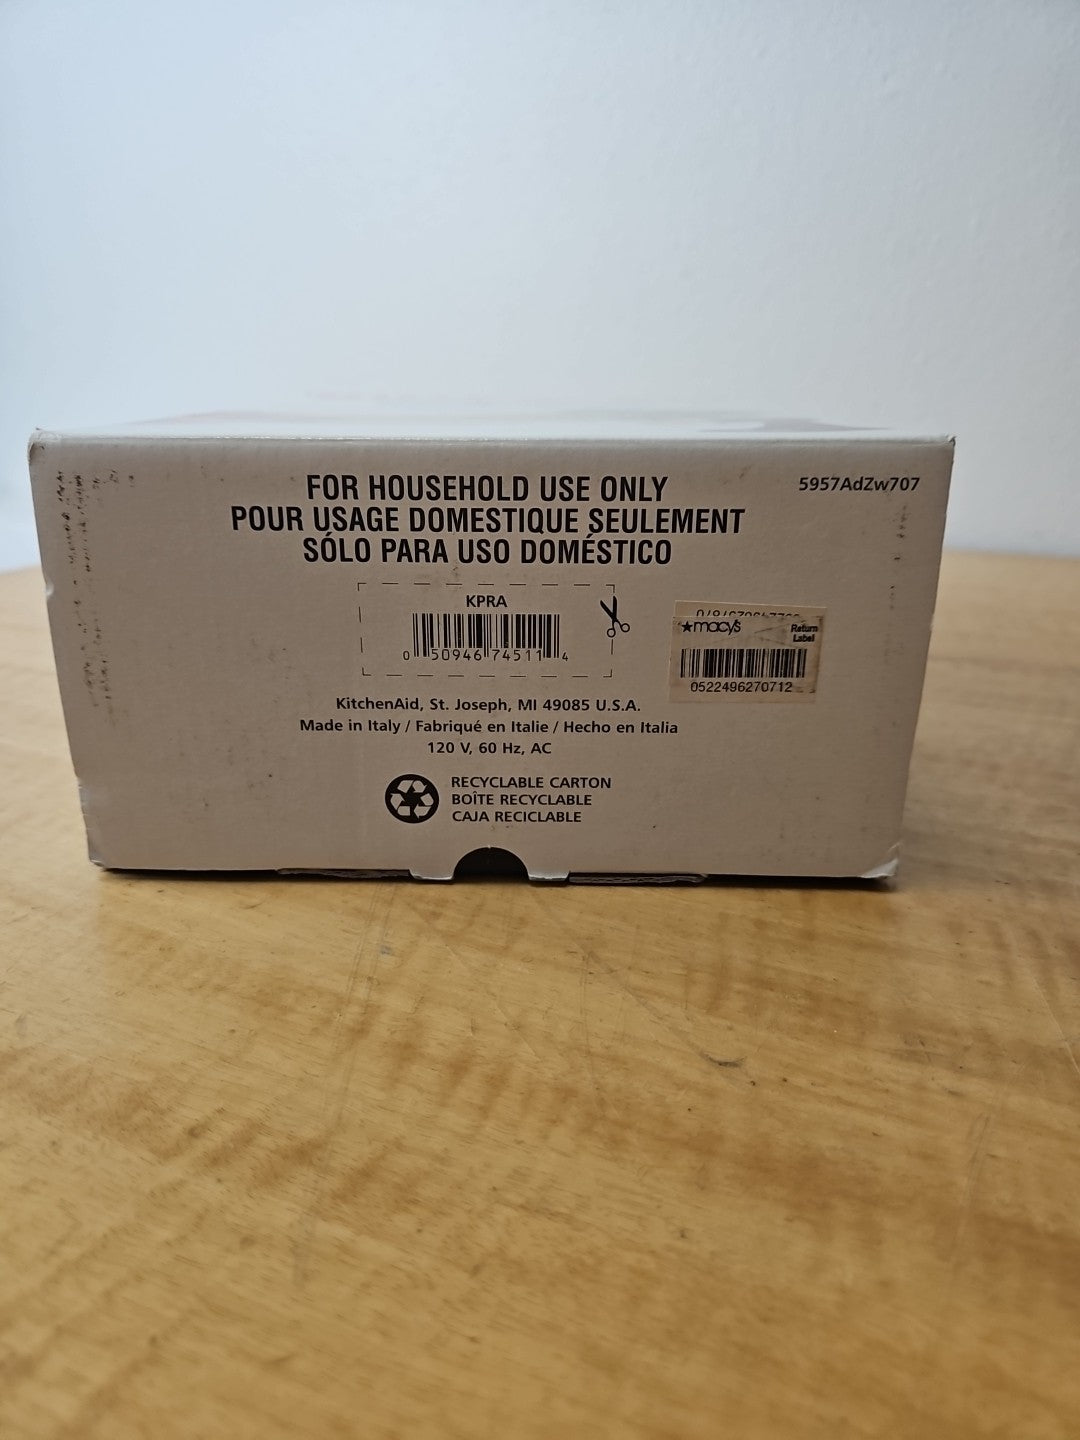 FOR HOUSEHOLD USE ONLY
POUR USAGE DOMESTIQUE SEULEMENT
SÓLO PARA USO DOMÉSTICO
5957AdZw707
KPRA
0 50946 74511 4
★macy's
Return
Label
0522496270712
KitchenAid, St. Joseph, MI 49085 U.S.A.
Made in Italy / Fabriqué en Italie / Hecho en Italia
120 V, 60 Hz, AC
RECYCLABLE CARTON
BOÎTE RECYCLABLE
CAJA RECICLABLE